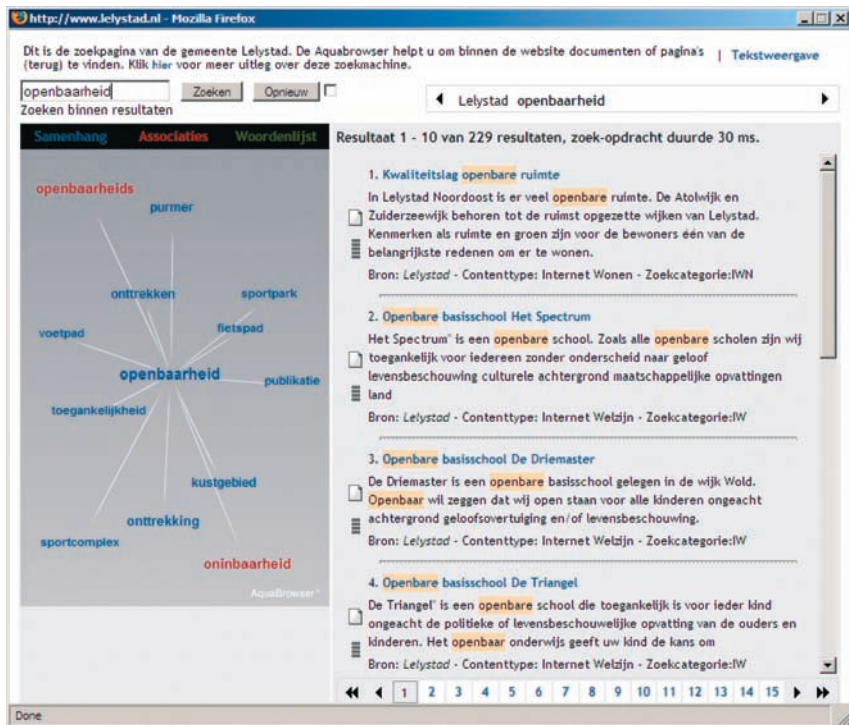 http://www.lelystad.nl - Mozilla Firefox
Dit is de zoekpagina van de gemeente Lelystad. De Aquabrowser helpt u om binnen de website documenten of pagina's
(terug) te vinden. Klik hier voor meer uitleg over deze zoekmachine.
| Tekstweergave
openbaarheid
Zoeken
Opnieuw
Zoeken binnen resultaten
Lelystad openbaarheid
Samenhang Associaties Woordenlijst
openbaarheids
purmer
onttrekken
sportpark
voetpad
fietspad
openbaarheid
publikatie
toegankelijkheid
kustgebied
onttrekking
sportcomplex
oninbaarheid
AquaBrowser
Resultaat 1 - 10 van 229 resultaten, zoek-opdracht duurde 30 ms.
1. Kwaliteitslag openbare ruimte
In Lelystad Noordoost is er veel openbare ruimte. De Atolwijk en
Zuiderzeewijk behoren tot de ruimst opgezette wijken van Lelystad.
Kenmerken als ruimte en groen zijn voor de bewoners één van de
belangrijkste redenen om er te wonen.
Bron: Lelystad - Contenttype: Internet Wonen - Zoekcategorie:IWN
2. Openbare basisschool Het Spectrum
Het Spectrum" is een openbare school. Zoals alle openbare scholen zijn wij
toegankelijk voor iedereen zonder onderscheid naar geloof
levensbeschouwing culturele achtergrond maatschappelijke opvattingen
land
Bron: Lelystad - Contenttype: Internet Welzijn - Zoekcategorie:IW
3. Openbare basisschool De Driemaster
De Driemaster is een openbare basisschool gelegen in de wijk Wold.
Openbaar wil zeggen dat wij open staan voor alle kinderen ongeacht
achtergrond geloofsovertuiging en/of levensbeschouwing.
Bron: Lelystad - Contenttype: Internet Welzijn - Zoekcategorie:IW
4. Openbare basisschool De Triangel
De Triangel" is een openbare school die toegankelijk is voor ieder kind
ongeacht de politieke of levensbeschouwelijke opvatting van de ouders en
kinderen. Het openbaar onderwijs geeft uw kind de kans om
Bron: Lelystad - Contenttype: Internet Welzijn - Zoekcategorie:IW
1 2 3 4 5 6 7 8 9 10 11 12 13 14 15
Done